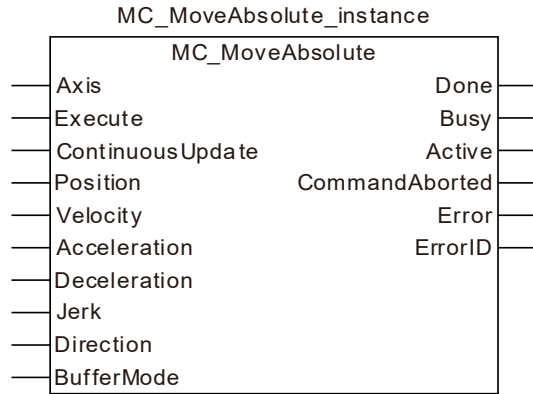 MC_MoveAbsolute_instance
MC_MoveAbsolute
Axis Done
Execute Busy
ContinuousUpdate Active
Position CommandAborted
Velocity Error
Acceleration ErrorID
Deceleration
Jerk
Direction
BufferMode